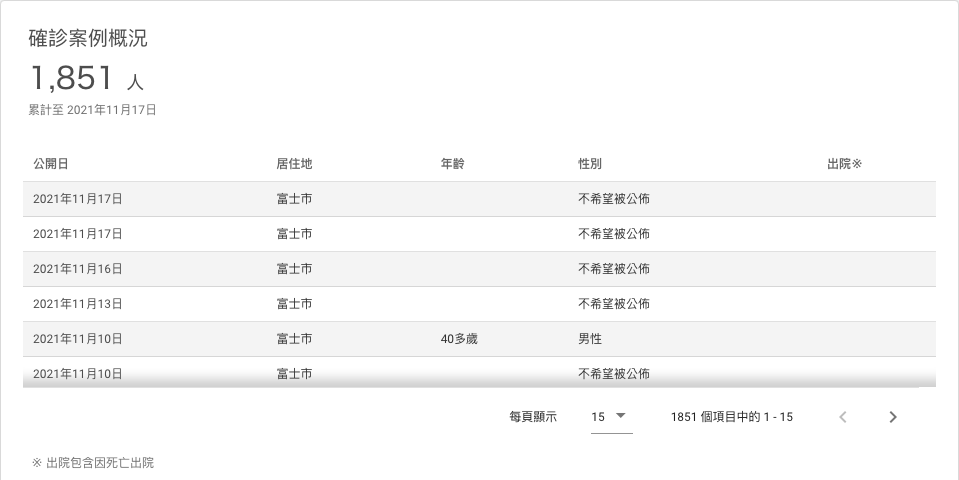 確診案例概況
1,851 人
累計至 2021年11月17日
公開日 居住地 年齡 性別 出院※
2021年11月17日 富士市 不希望被公佈
2021年11月17日 富士市 不希望被公佈
2021年11月16日 富士市 不希望被公佈
2021年11月13日 富士市 不希望被公佈
2021年11月10日 富士市 40多歲 男性
2021年11月10日 富士市 不希望被公佈
每頁顯示 15 1851 個項目中的 1 - 15
※ 出院包含因死亡出院